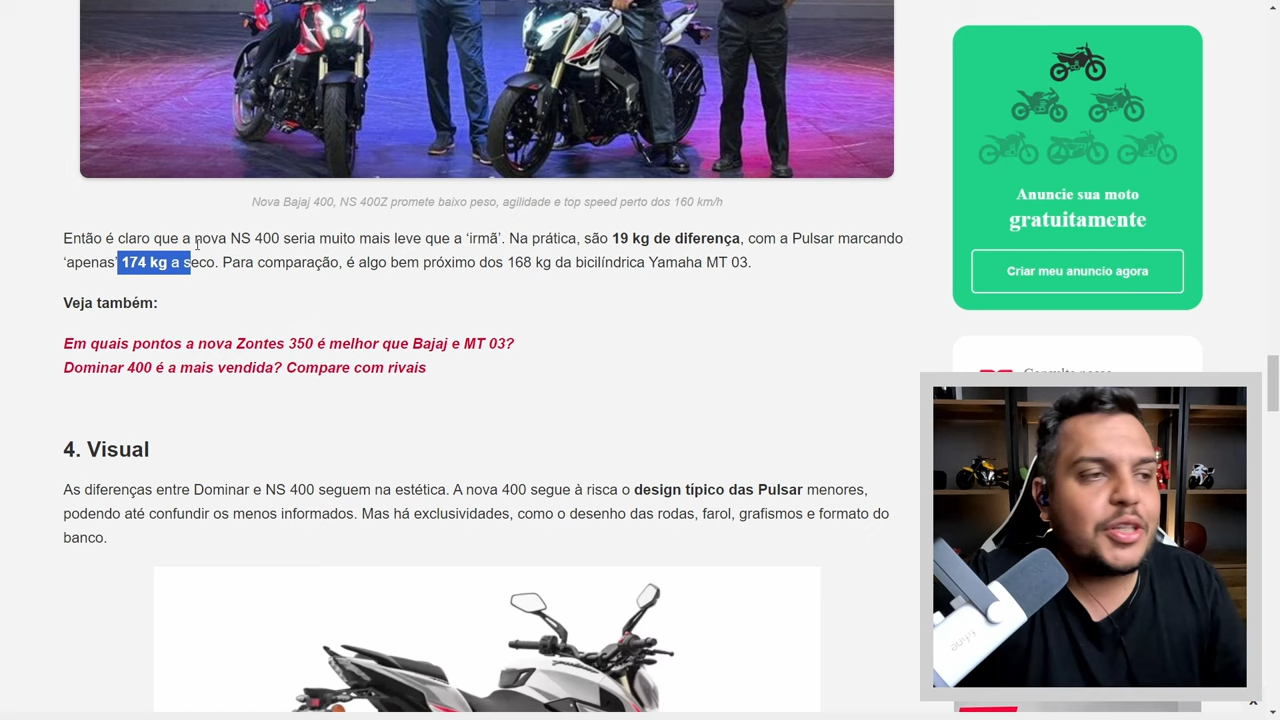 Nova Bajaj 400, NS 400Z promete baixo peso, agilidade e top speed perto dos 160 km/h
Então é claro que a nova NS 400 seria muito mais leve que a ‘irmã’. Na prática, são 19 kg de diferença, com a Pulsar marcando
‘apenas’ 174 kg a seco. Para comparação, é algo bem próximo dos 168 kg da bicilíndrica Yamaha MT 03.
Veja também:
Em quais pontos a nova Zontes 350 é melhor que Bajaj e MT 03?
Dominar 400 é a mais vendida? Compare com rivais
4. Visual
As diferenças entre Dominar e NS 400 seguem na estética. A nova 400 segue à risca o design típico das Pulsar menores,
podendo até confundir os menos informados. Mas há exclusividades, como o desenho das rodas, farol, grafismos e formato do
banco.
Anuncie sua moto
gratuitamente
Criar meu anuncio agora
fifine